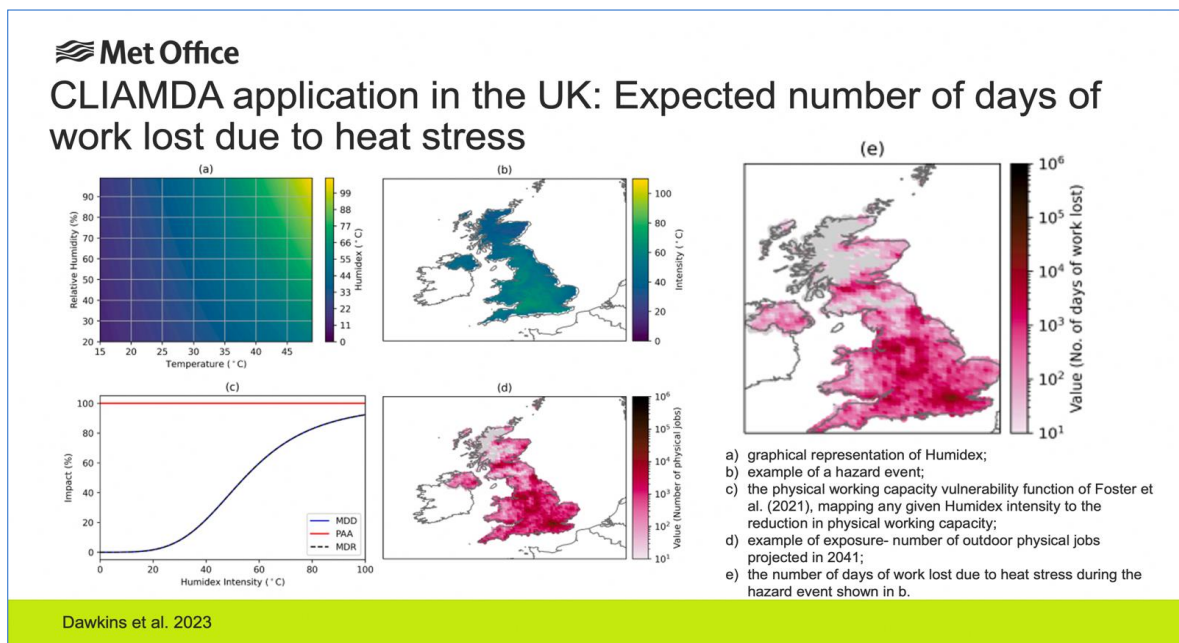 Met Office
CLIAMDA application in the UK: Expected number of days of
work lost due to heat stress
(a)
Relative Humidity (%)
90
80
70
60
50
40
30
20
15 20 25 30 35 40 45
Temperature (°C)
99
88
77
66
55
44
33
22
11
0
Humidex (°C)
(b)
100
80
60
40
20
0
Intensity (°C)
(c)
Impact (%)
100
80
60
40
20
0
MDD
PAA
MDR
0 20 40 60 80 100
Humidex Intensity (°C)
(d)
10⁶
10⁵
10⁴
10³
10²
10¹
Value (Number of physical jobs)
(e)
10⁶
10⁵
10⁴
10³
10²
10¹
Value (No. of days of work lost)
a) graphical representation of Humidex;
b) example of a hazard event;
c) the physical working capacity vulnerability function of Foster et
al. (2021), mapping any given Humidex intensity to the
reduction in physical working capacity;
d) example of exposure- number of outdoor physical jobs
projected in 2041;
e) the number of days of work lost due to heat stress during the
hazard event shown in b.
Dawkins et al. 2023